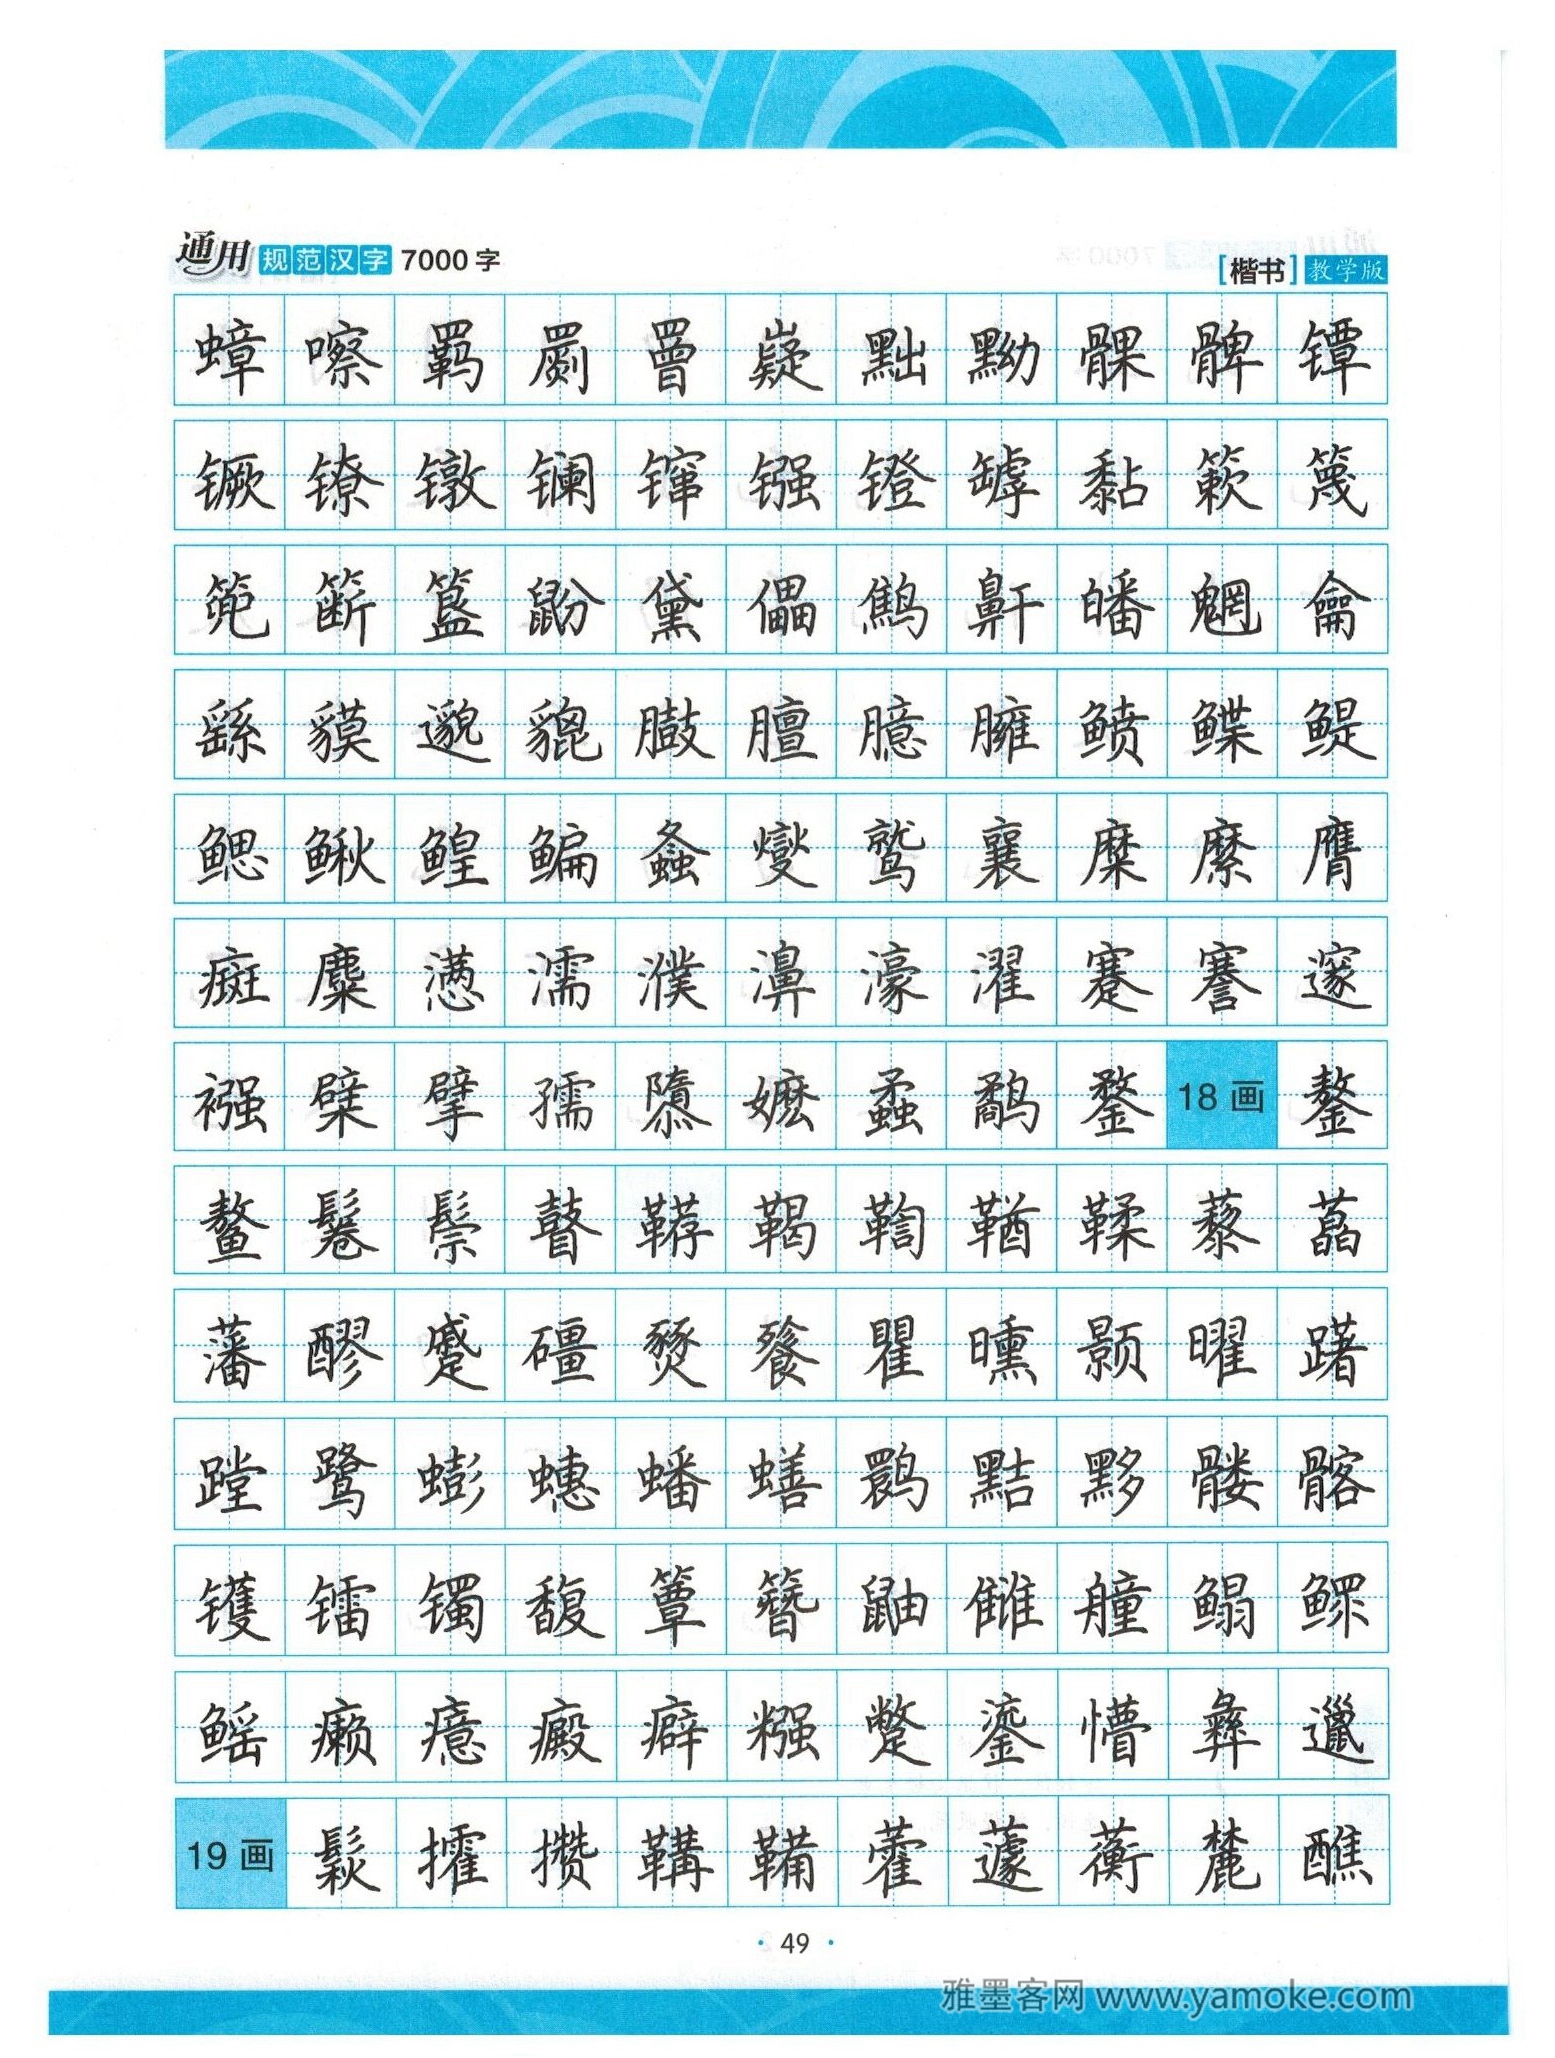 通用规范汉字 7000 字 [楷书] 教学版
蟑 嚓 羁 罽 罾 嶷 黜 黝 髁 髀 镡
镢 镣 镦 镧 镩 镪 镫 罅 黏 簌 篾
篼 簖 簋 鼢 黛 儡 鹪 鼾 皤 魍 龠
繇 貘 邈 貔 臌 膻 臆 臃 鲼 鲽 鳀
鳃 鳅 鳇 鳊 螽 燮 鹫 襄 糜 縻 膺
癍 麋 懑 濡 濮 濞 濠 濯 蹇 謇 邃
襁 檗 擘 孺 隳 嬷 蟊 鹬 鍪 18 画 鏊
鳌 鬈 鬃 瞽 鞯 鞨 鞫 鞧 鞣 藜 藠
藩 醪 蹙 礓 燹 餮 瞿 曛 颢 曜 躇
蹚 鹭 蟛 蟪 蟠 蟮 鹮 黠 黟 髅 髂
镬 镭 镯 馥 簟 簪 鼬 雠 艟 鳎 鳏
鳐 癞 癔 癜 癖 糨 蹩 鎏 懵 彝 邋
19 画 鬏 攉 攒 鞲 鞴 藿 蘧 蘅 麓 醮
· 49 ·
雅墨客网 www.yamoke.com